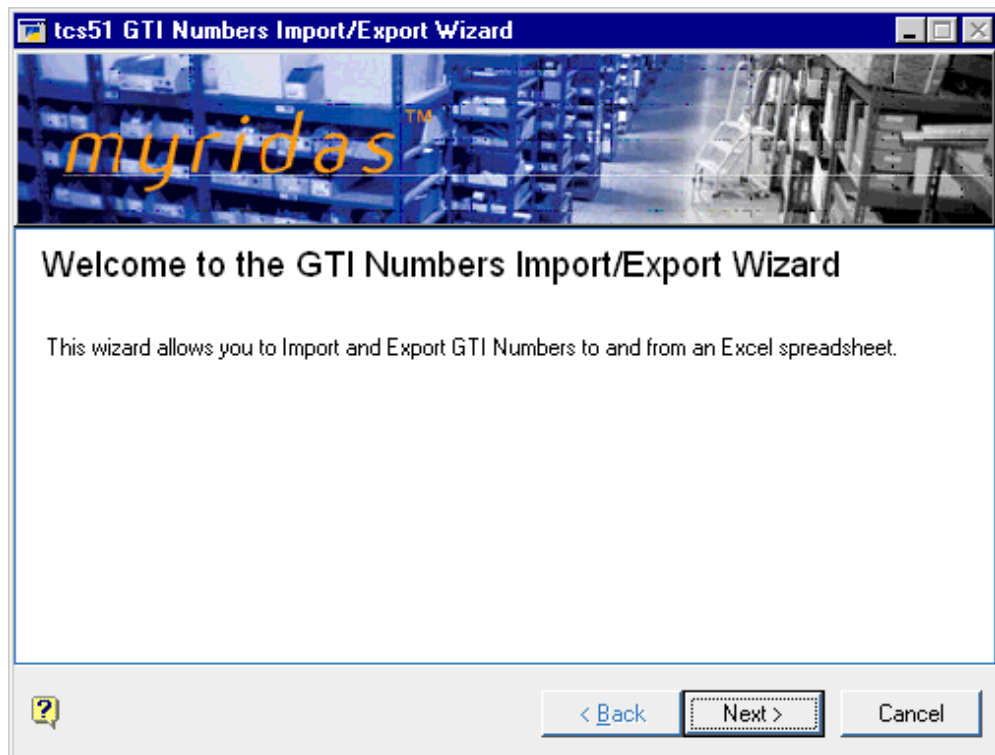 tcs51 GTI Numbers Import/Export Wizard
myridas™
Welcome to the GTI Numbers Import/Export Wizard
This wizard allows you to Import and Export GTI Numbers to and from an Excel spreadsheet.
?
< Back Next > Cancel